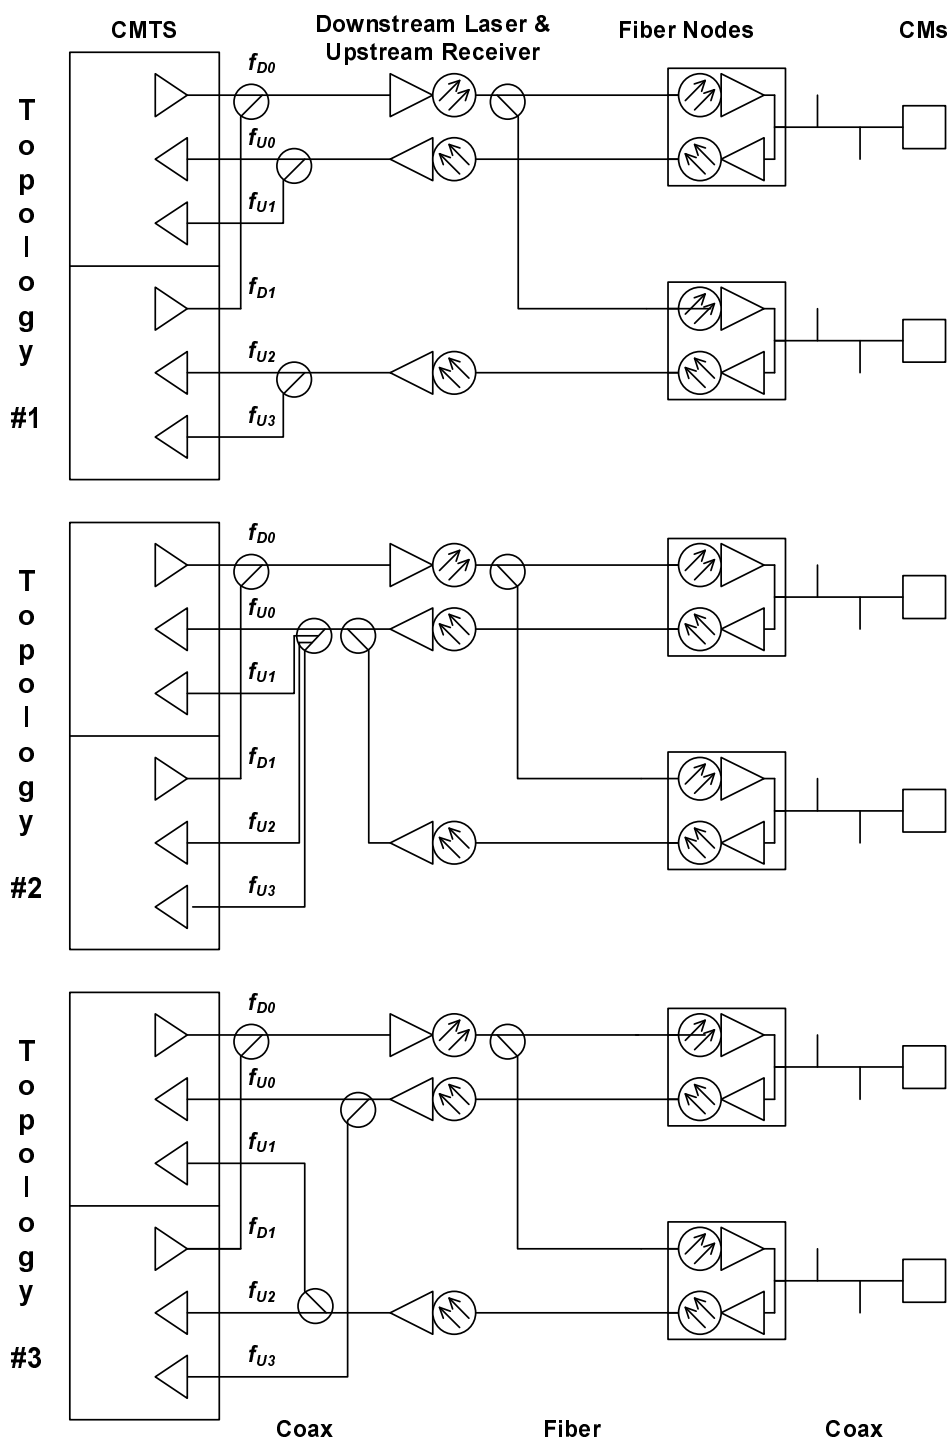 CMTS
Downstream Laser &
Upstream Receiver
Fiber Nodes
CMs
Topology
#1
fD0
fU0
fU1
fD1
fU2
fU3
Topology
#2
fD0
fU0
fU1
fD1
fU2
fU3
Topology
#3
fD0
fU0
fU1
fD1
fU2
fU3
Coax
Fiber
Coax